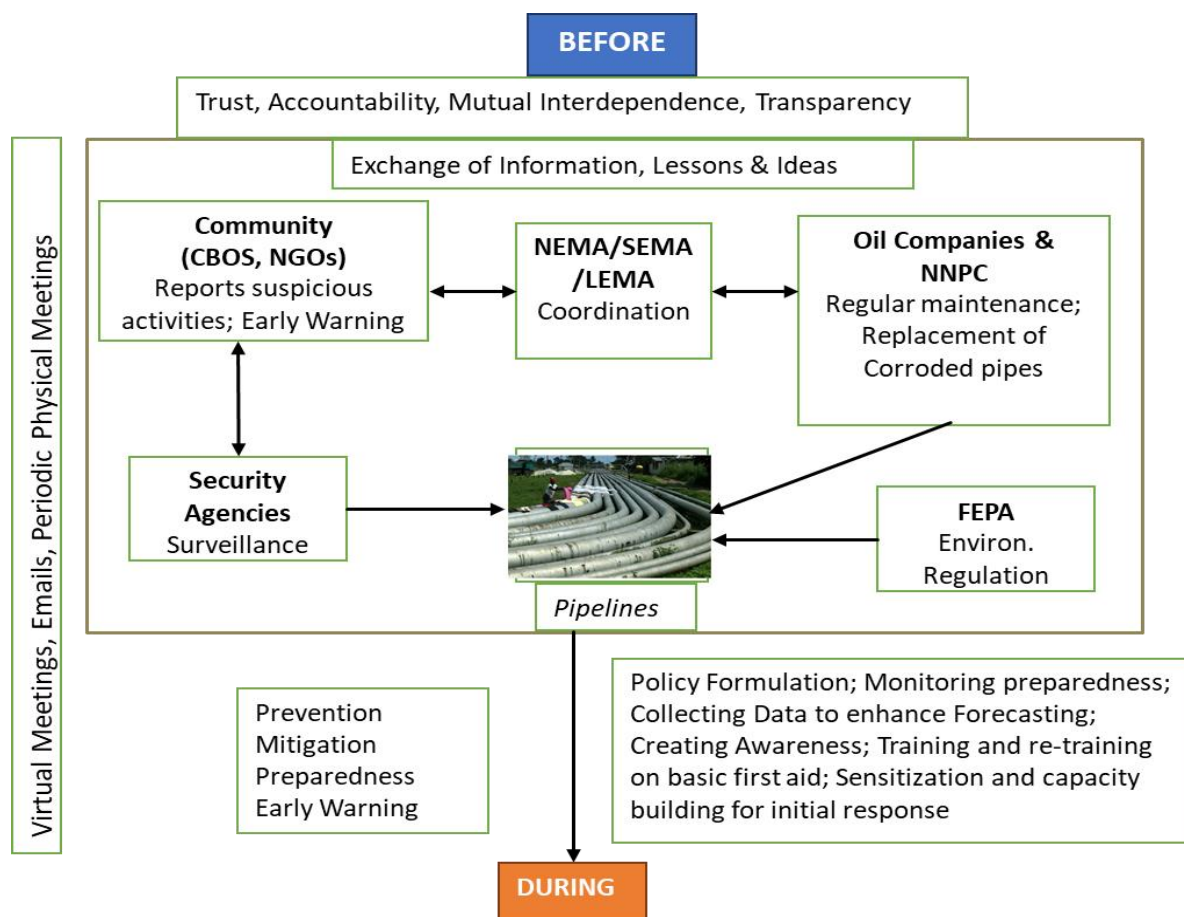 BEFORE
Trust, Accountability, Mutual Interdependence, Transparency
Exchange of Information, Lessons & Ideas
Virtual Meetings, Emails, Periodic Physical Meetings
Community
(CBOS, NGOs)
Reports suspicious
activities; Early Warning
NEMA/SEMA
/LEMA
Coordination
Oil Companies &
NNPC
Regular maintenance;
Replacement of
Corroded pipes
Security
Agencies
Surveillance
FEPA
Environ.
Regulation
Pipelines
Prevention
Mitigation
Preparedness
Early Warning
Policy Formulation; Monitoring preparedness;
Collecting Data to enhance Forecasting;
Creating Awareness; Training and re-training
on basic first aid; Sensitization and capacity
building for initial response
DURING